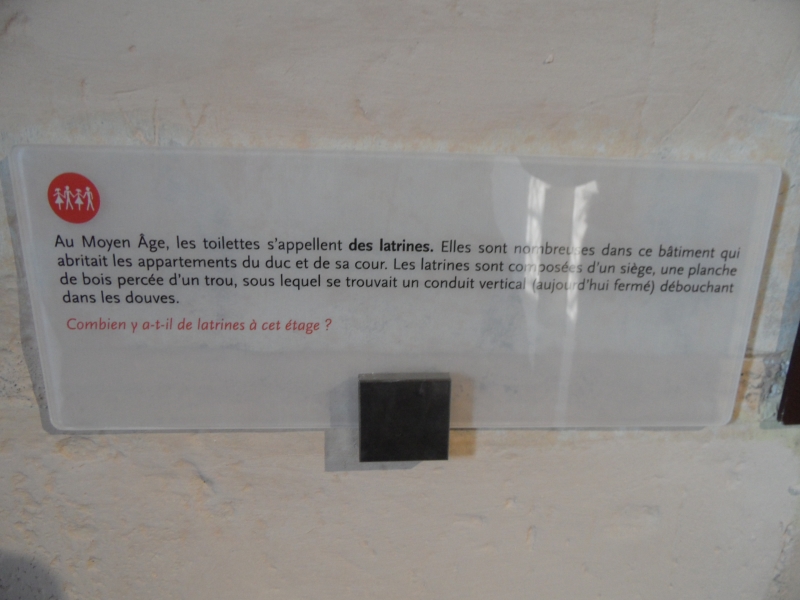 Au Moyen Âge, les toilettes s'appellent des latrines. Elles sont nombreuses dans ce bâtiment qui
abritait les appartements du duc et de sa cour. Les latrines sont composées d'un siège, une planche
de bois percée d'un trou, sous lequel se trouvait un conduit vertical (aujourd'hui fermé) débouchant
dans les douves.
Combien y a-t-il de latrines à cet étage ?